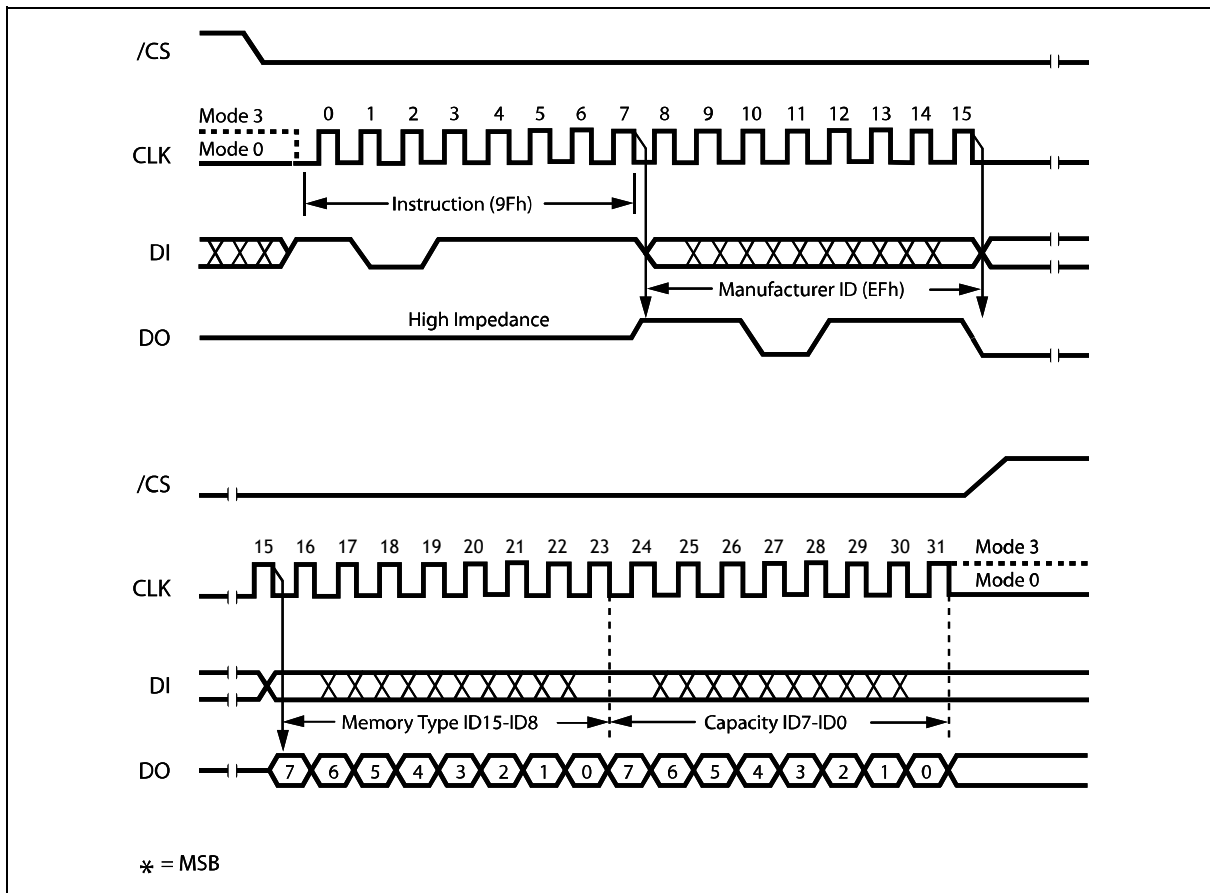 /CS
Mode 3
0 1 2 3 4 5 6 7 8 9 10 11 12 13 14 15
Mode 0
CLK
Instruction (9Fh)
DI
Manufacturer ID (EFh)
High Impedance
DO
/CS
15 16 17 18 19 20 21 22 23 24 25 26 27 28 29 30 31
Mode 3
Mode 0
CLK
DI
Memory Type ID15-ID8
Capacity ID7-ID0
DO
7 6 5 4 3 2 1 0 7 6 5 4 3 2 1 0
* = MSB